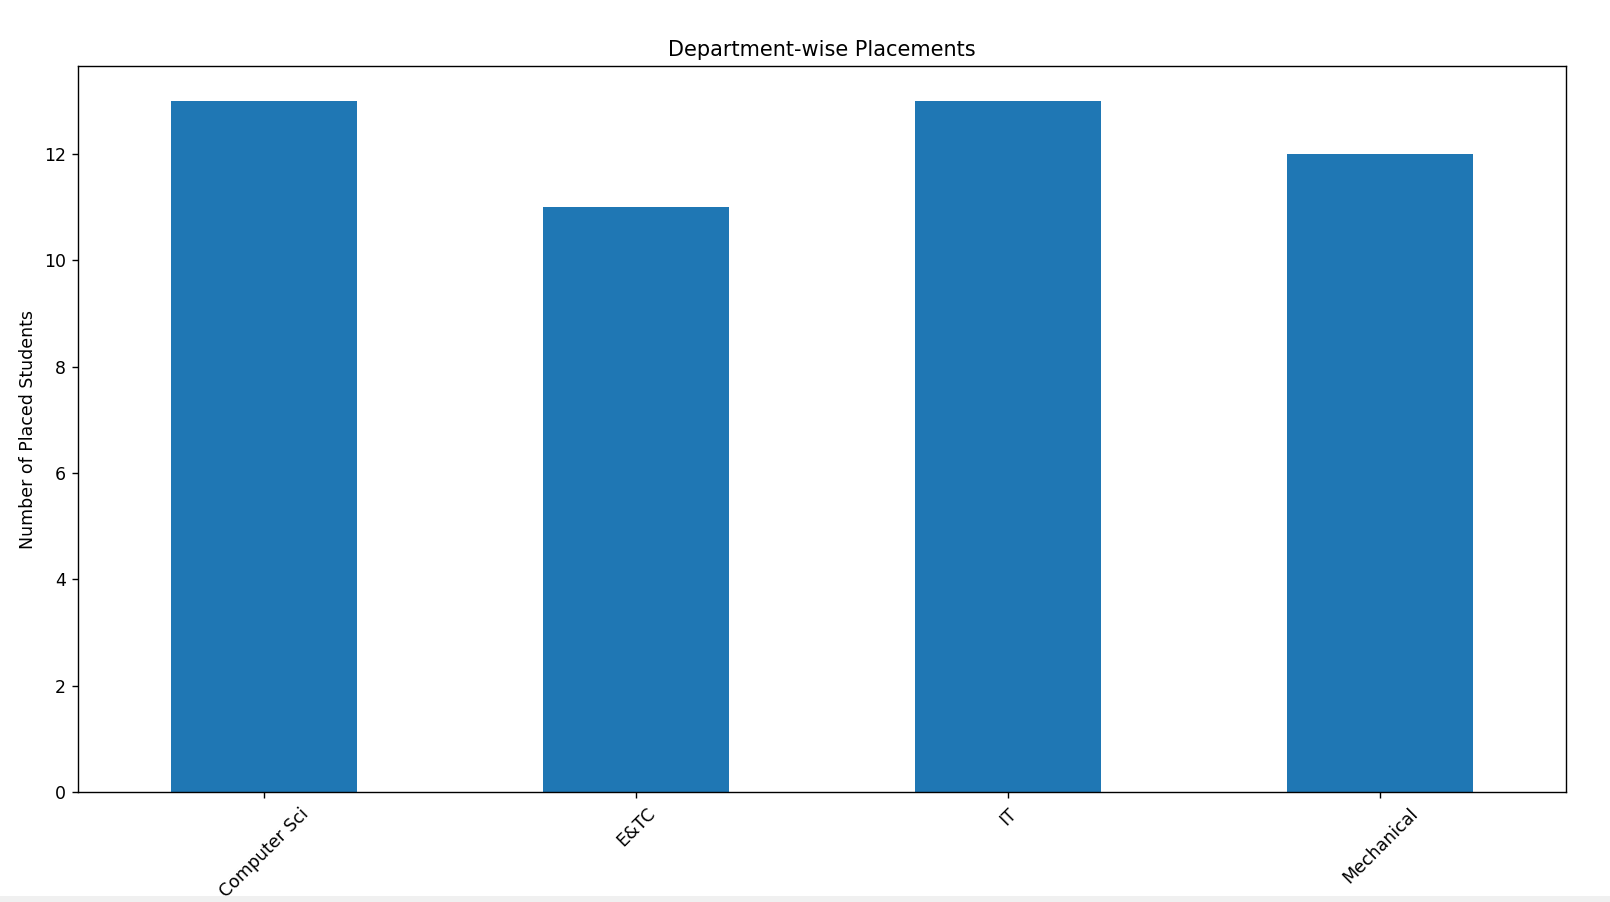 Department-wise Placements
Number of Placed Students
12
10
8
6
4
2
0
Computer Sci
E&TC
IT
Mechanical